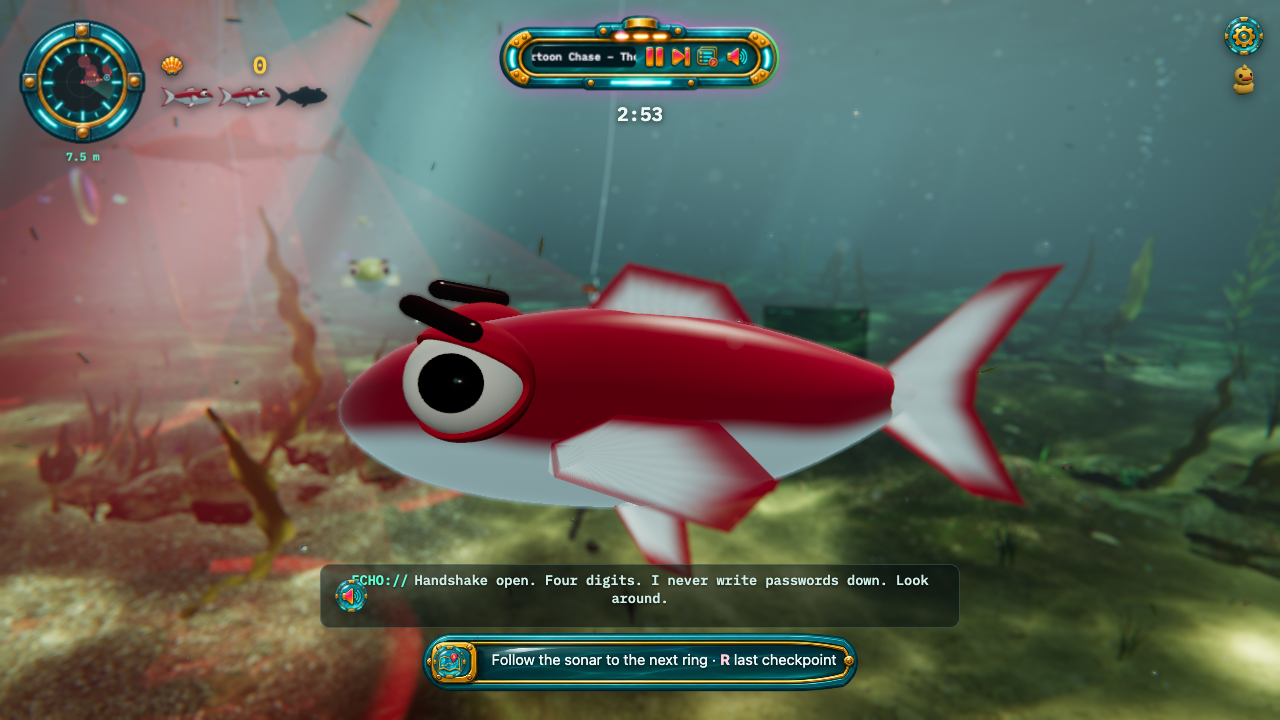 0
rtoon Chase – The
2:53
7.5 m
ECHO:// Handshake open. Four digits. I never write passwords down. Look
around.
Follow the sonar to the next ring · R last checkpoint